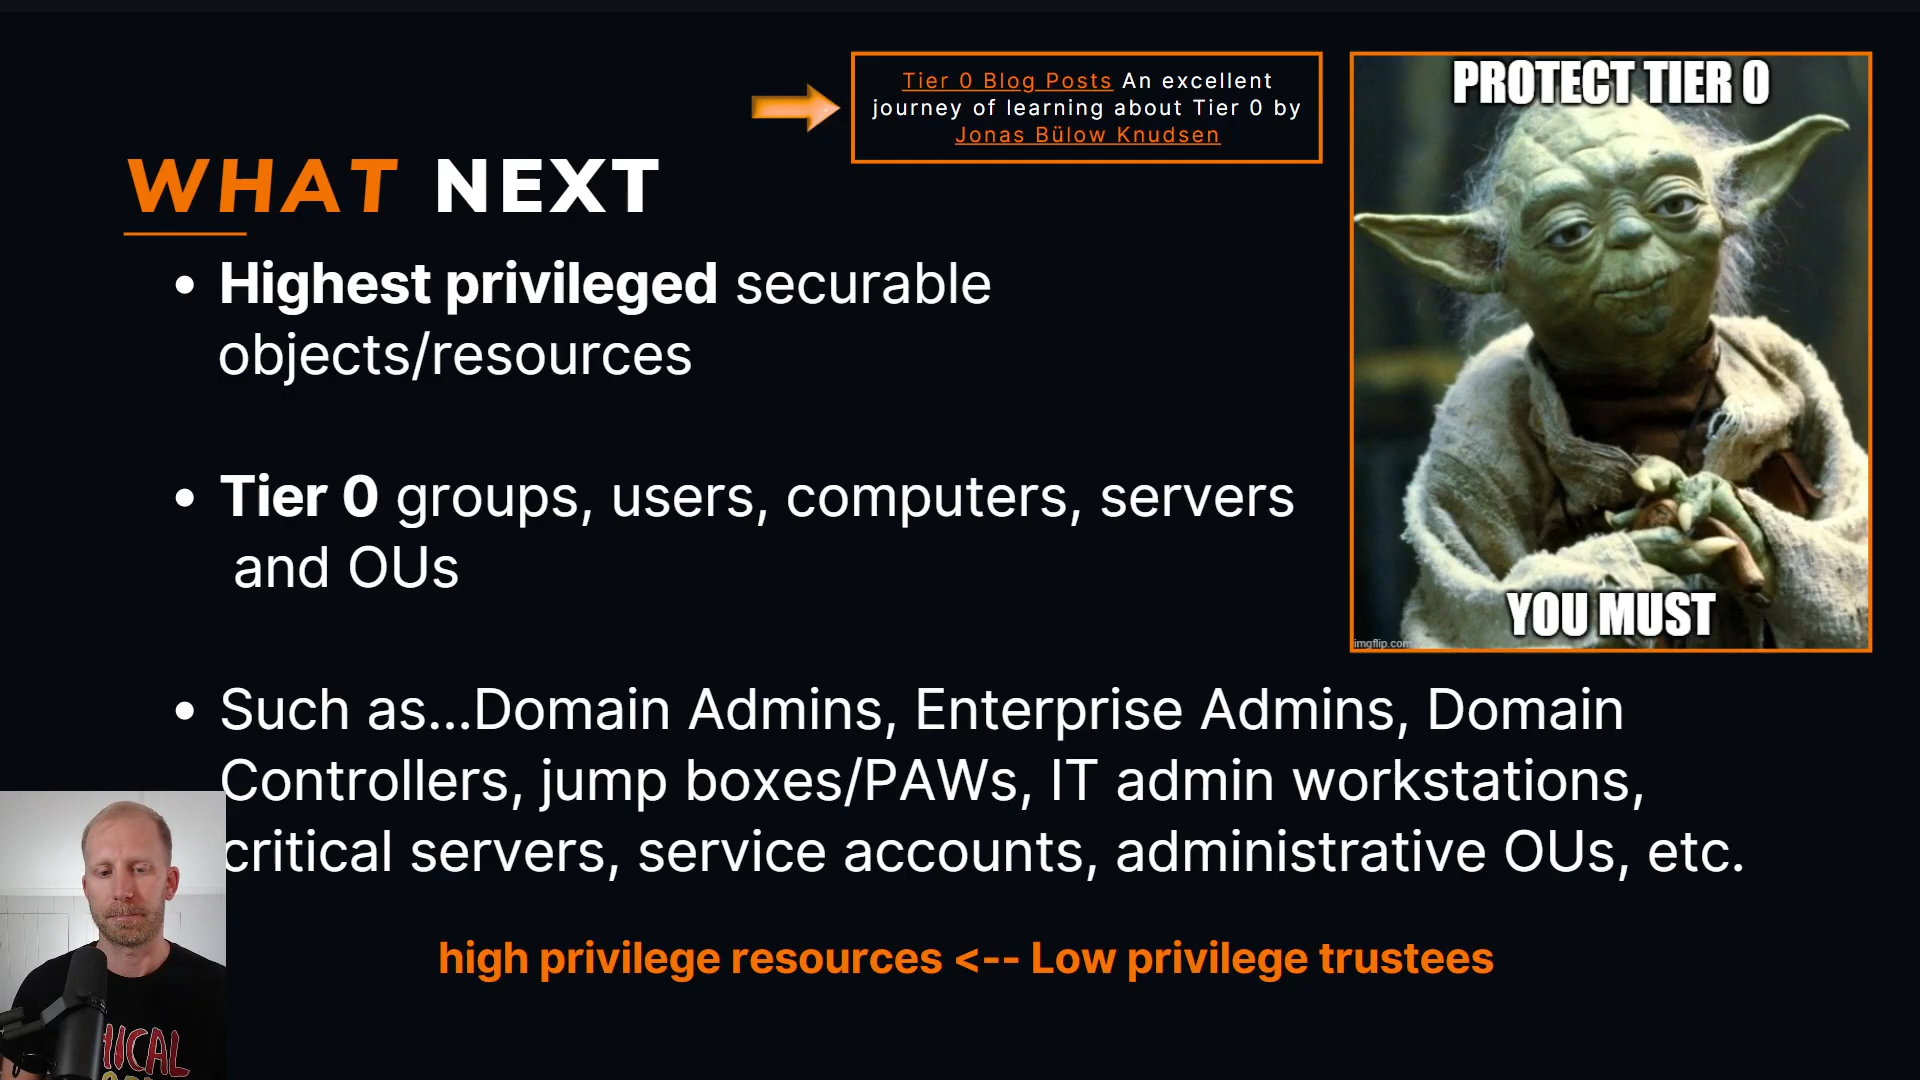 Tier 0 Blog Posts An excellent
journey of learning about Tier 0 by
Jonas Bülow Knudsen
WHAT NEXT
• Highest privileged securable
objects/resources
• Tier 0 groups, users, computers, servers
and OUs
• Such as...Domain Admins, Enterprise Admins, Domain
Controllers, jump boxes/PAWs, IT admin workstations,
critical servers, service accounts, administrative OUs, etc.
high privilege resources <-- Low privilege trustees
PROTECT TIER 0
YOU MUST
imgflip.com